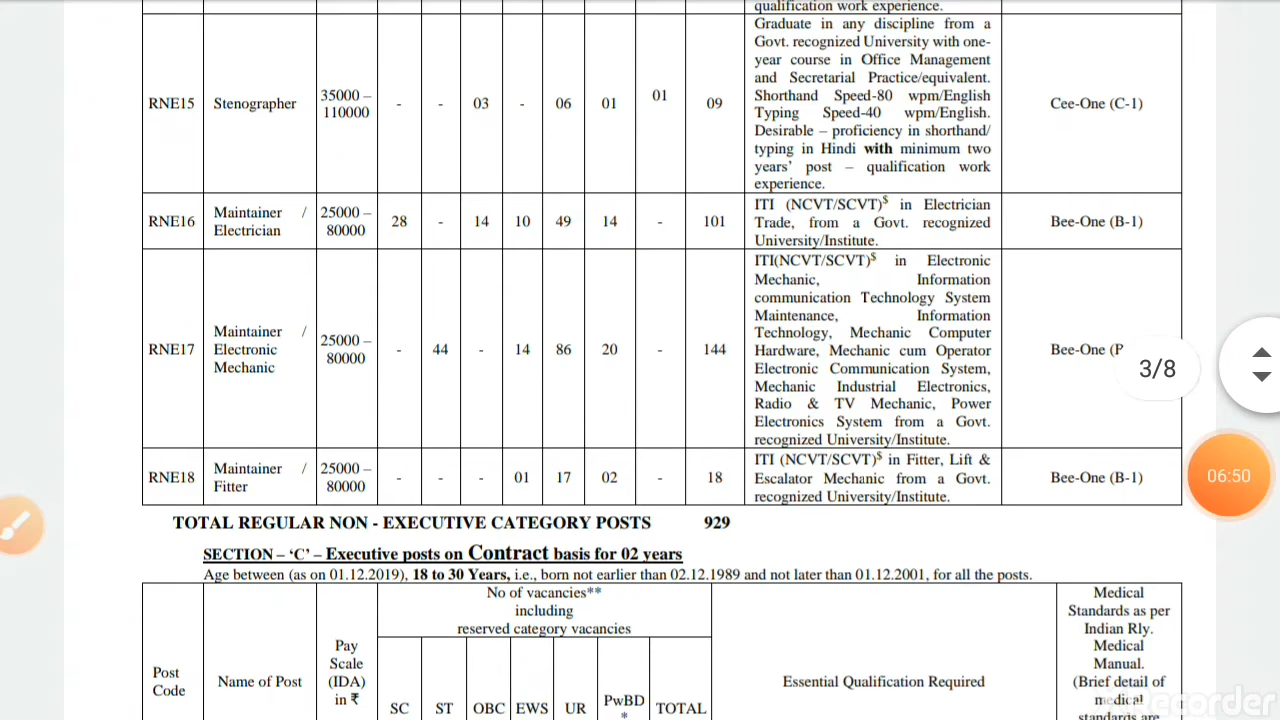 qualification work experience.
RNE15 Stenographer 35000 – 110000 - - 03 - 06 01 01 09
Graduate in any discipline from a
Govt. recognized University with one-
year course in Office Management
and Secretarial Practice/equivalent.
Shorthand Speed-80 wpm/English
Typing Speed-40 wpm/English.
Desirable – proficiency in shorthand/
typing in Hindi with minimum two
years' post – qualification work
experience.
Cee-One (C-1)
RNE16 Maintainer / Electrician 25000 – 80000 28 - 14 10 49 14 - 101
ITI (NCVT/SCVT)$ in Electrician
Trade, from a Govt. recognized
University/Institute.
Bee-One (B-1)
RNE17 Maintainer / Electronic Mechanic 25000 – 80000 - 44 - 14 86 20 - 144
ITI(NCVT/SCVT)$ in Electronic
Mechanic, Information
communication Technology System
Maintenance, Information
Technology, Mechanic Computer
Hardware, Mechanic cum Operator
Electronic Communication System,
Mechanic Industrial Electronics,
Radio & TV Mechanic, Power
Electronics System from a Govt.
recognized University/Institute.
Bee-One
3/8
RNE18 Maintainer / Fitter 25000 – 80000 - - - 01 17 02 - 18
ITI (NCVT/SCVT)$ in Fitter, Lift &
Escalator Mechanic from a Govt.
recognized University/Institute.
Bee-One (B-1)
06:50
TOTAL REGULAR NON - EXECUTIVE CATEGORY POSTS 929
SECTION – 'C' – Executive posts on Contract basis for 02 years
Age between (as on 01.12.2019), 18 to 30 Years, i.e., born not earlier than 02.12.1989 and not later than 01.12.2001, for all the posts.
Post
Code
Name of Post
Pay
Scale
(IDA)
in ₹
No of vacancies**
including
reserved category vacancies
SC ST OBC EWS UR PwBD * TOTAL
Essential Qualification Required
Medical
Standards as per
Indian Rly.
Medical
Manual.
(Brief detail of
medical
standards are
Recorder